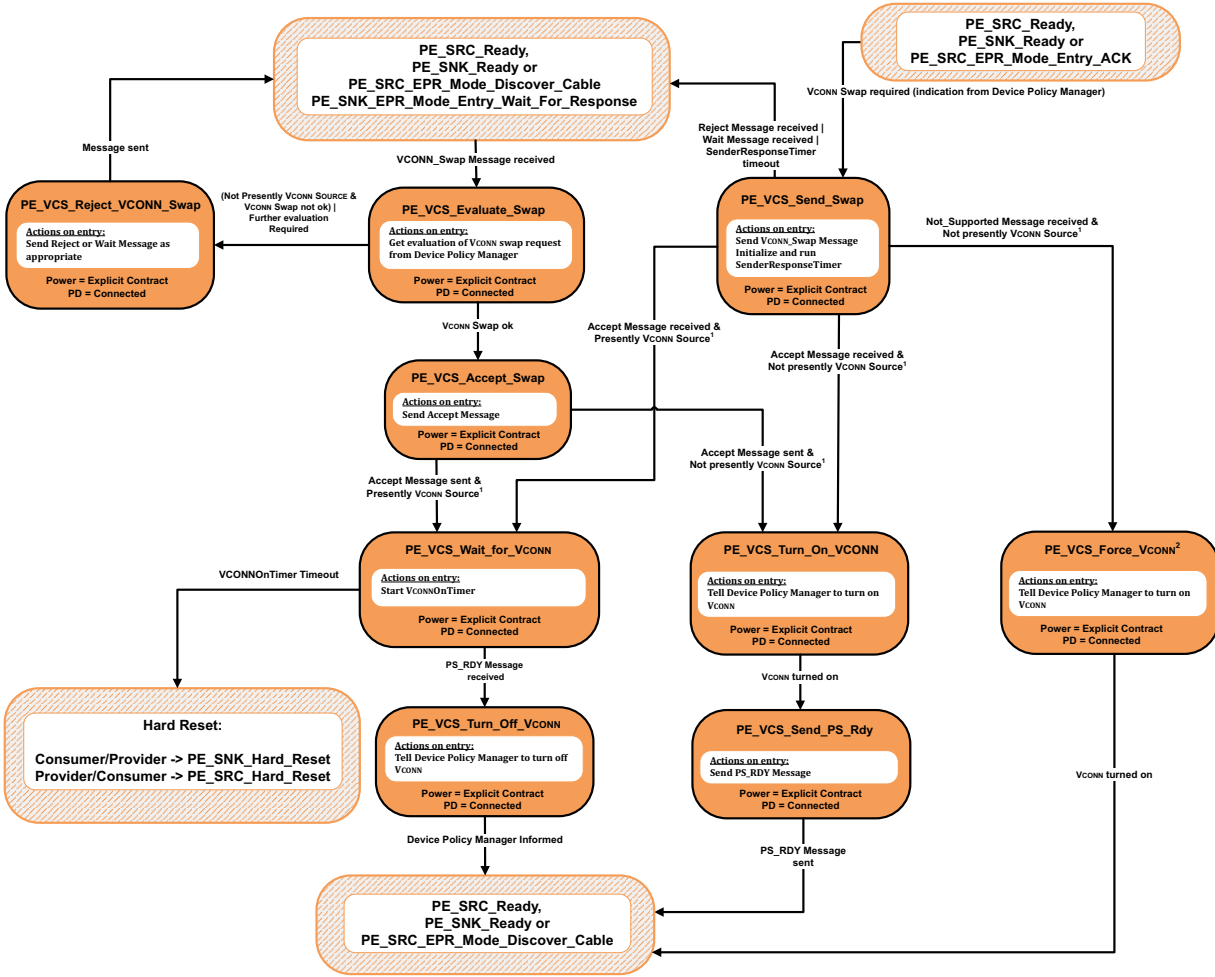 PE_SRC_Ready,
PE_SNK_Ready or
PE_SRC_EPR_Mode_Discover_Cable
PE_SNK_EPR_Mode_Entry_Wait_For_Response
PE_SRC_Ready,
PE_SNK_Ready or
PE_SRC_EPR_Mode_Entry_ACK
VCONN Swap required (indication from Device Policy Manager)
Message sent
VCONN_Swap Message received
Reject Message received |
Wait Message received |
SenderResponseTimer
timeout
PE_VCS_Reject_VCONN_Swap
Actions on entry:
Send Reject or Wait Message as
appropriate
Power = Explicit Contract
PD = Connected
(Not Presently VCONN SOURCE &
VCONN Swap not ok) |
Further evaluation
Required
PE_VCS_Evaluate_Swap
Actions on entry:
Get evaluation of VCONN swap request
from Device Policy Manager
Power = Explicit Contract
PD = Connected
PE_VCS_Send_Swap
Actions on entry:
Send VCONN_Swap Message
Initialize and run
SenderResponseTimer
Power = Explicit Contract
PD = Connected
Not_Supported Message received &
Not presently VCONN Source¹
VCONN Swap ok
Accept Message received &
Presently VCONN Source¹
Accept Message received &
Not presently VCONN Source¹
PE_VCS_Accept_Swap
Actions on entry:
Send Accept Message
Power = Explicit Contract
PD = Connected
Accept Message sent &
Presently VCONN Source¹
Accept Message sent &
Not presently VCONN Source¹
PE_VCS_Wait_for_VCONN
Actions on entry:
Start VCONNOnTimer
Power = Explicit Contract
PD = Connected
PE_VCS_Turn_On_VCONN
Actions on entry:
Tell Device Policy Manager to turn on
VCONN
Power = Explicit Contract
PD = Connected
PE_VCS_Force_VCONN²
Actions on entry:
Tell Device Policy Manager to turn on
VCONN
Power = Explicit Contract
PD = Connected
VCONNOnTimer Timeout
PS_RDY Message
received
VCONN turned on
Hard Reset:
Consumer/Provider -> PE_SNK_Hard_Reset
Provider/Consumer -> PE_SRC_Hard_Reset
PE_VCS_Turn_Off_VCONN
Actions on entry:
Tell Device Policy Manager to turn off
VCONN
Power = Explicit Contract
PD = Connected
PE_VCS_Send_PS_Rdy
Actions on entry:
Send PS_RDY Message
Power = Explicit Contract
PD = Connected
VCONN turned on
Device Policy Manager Informed
PS_RDY Message
sent
PE_SRC_Ready,
PE_SNK_Ready or
PE_SRC_EPR_Mode_Discover_Cable